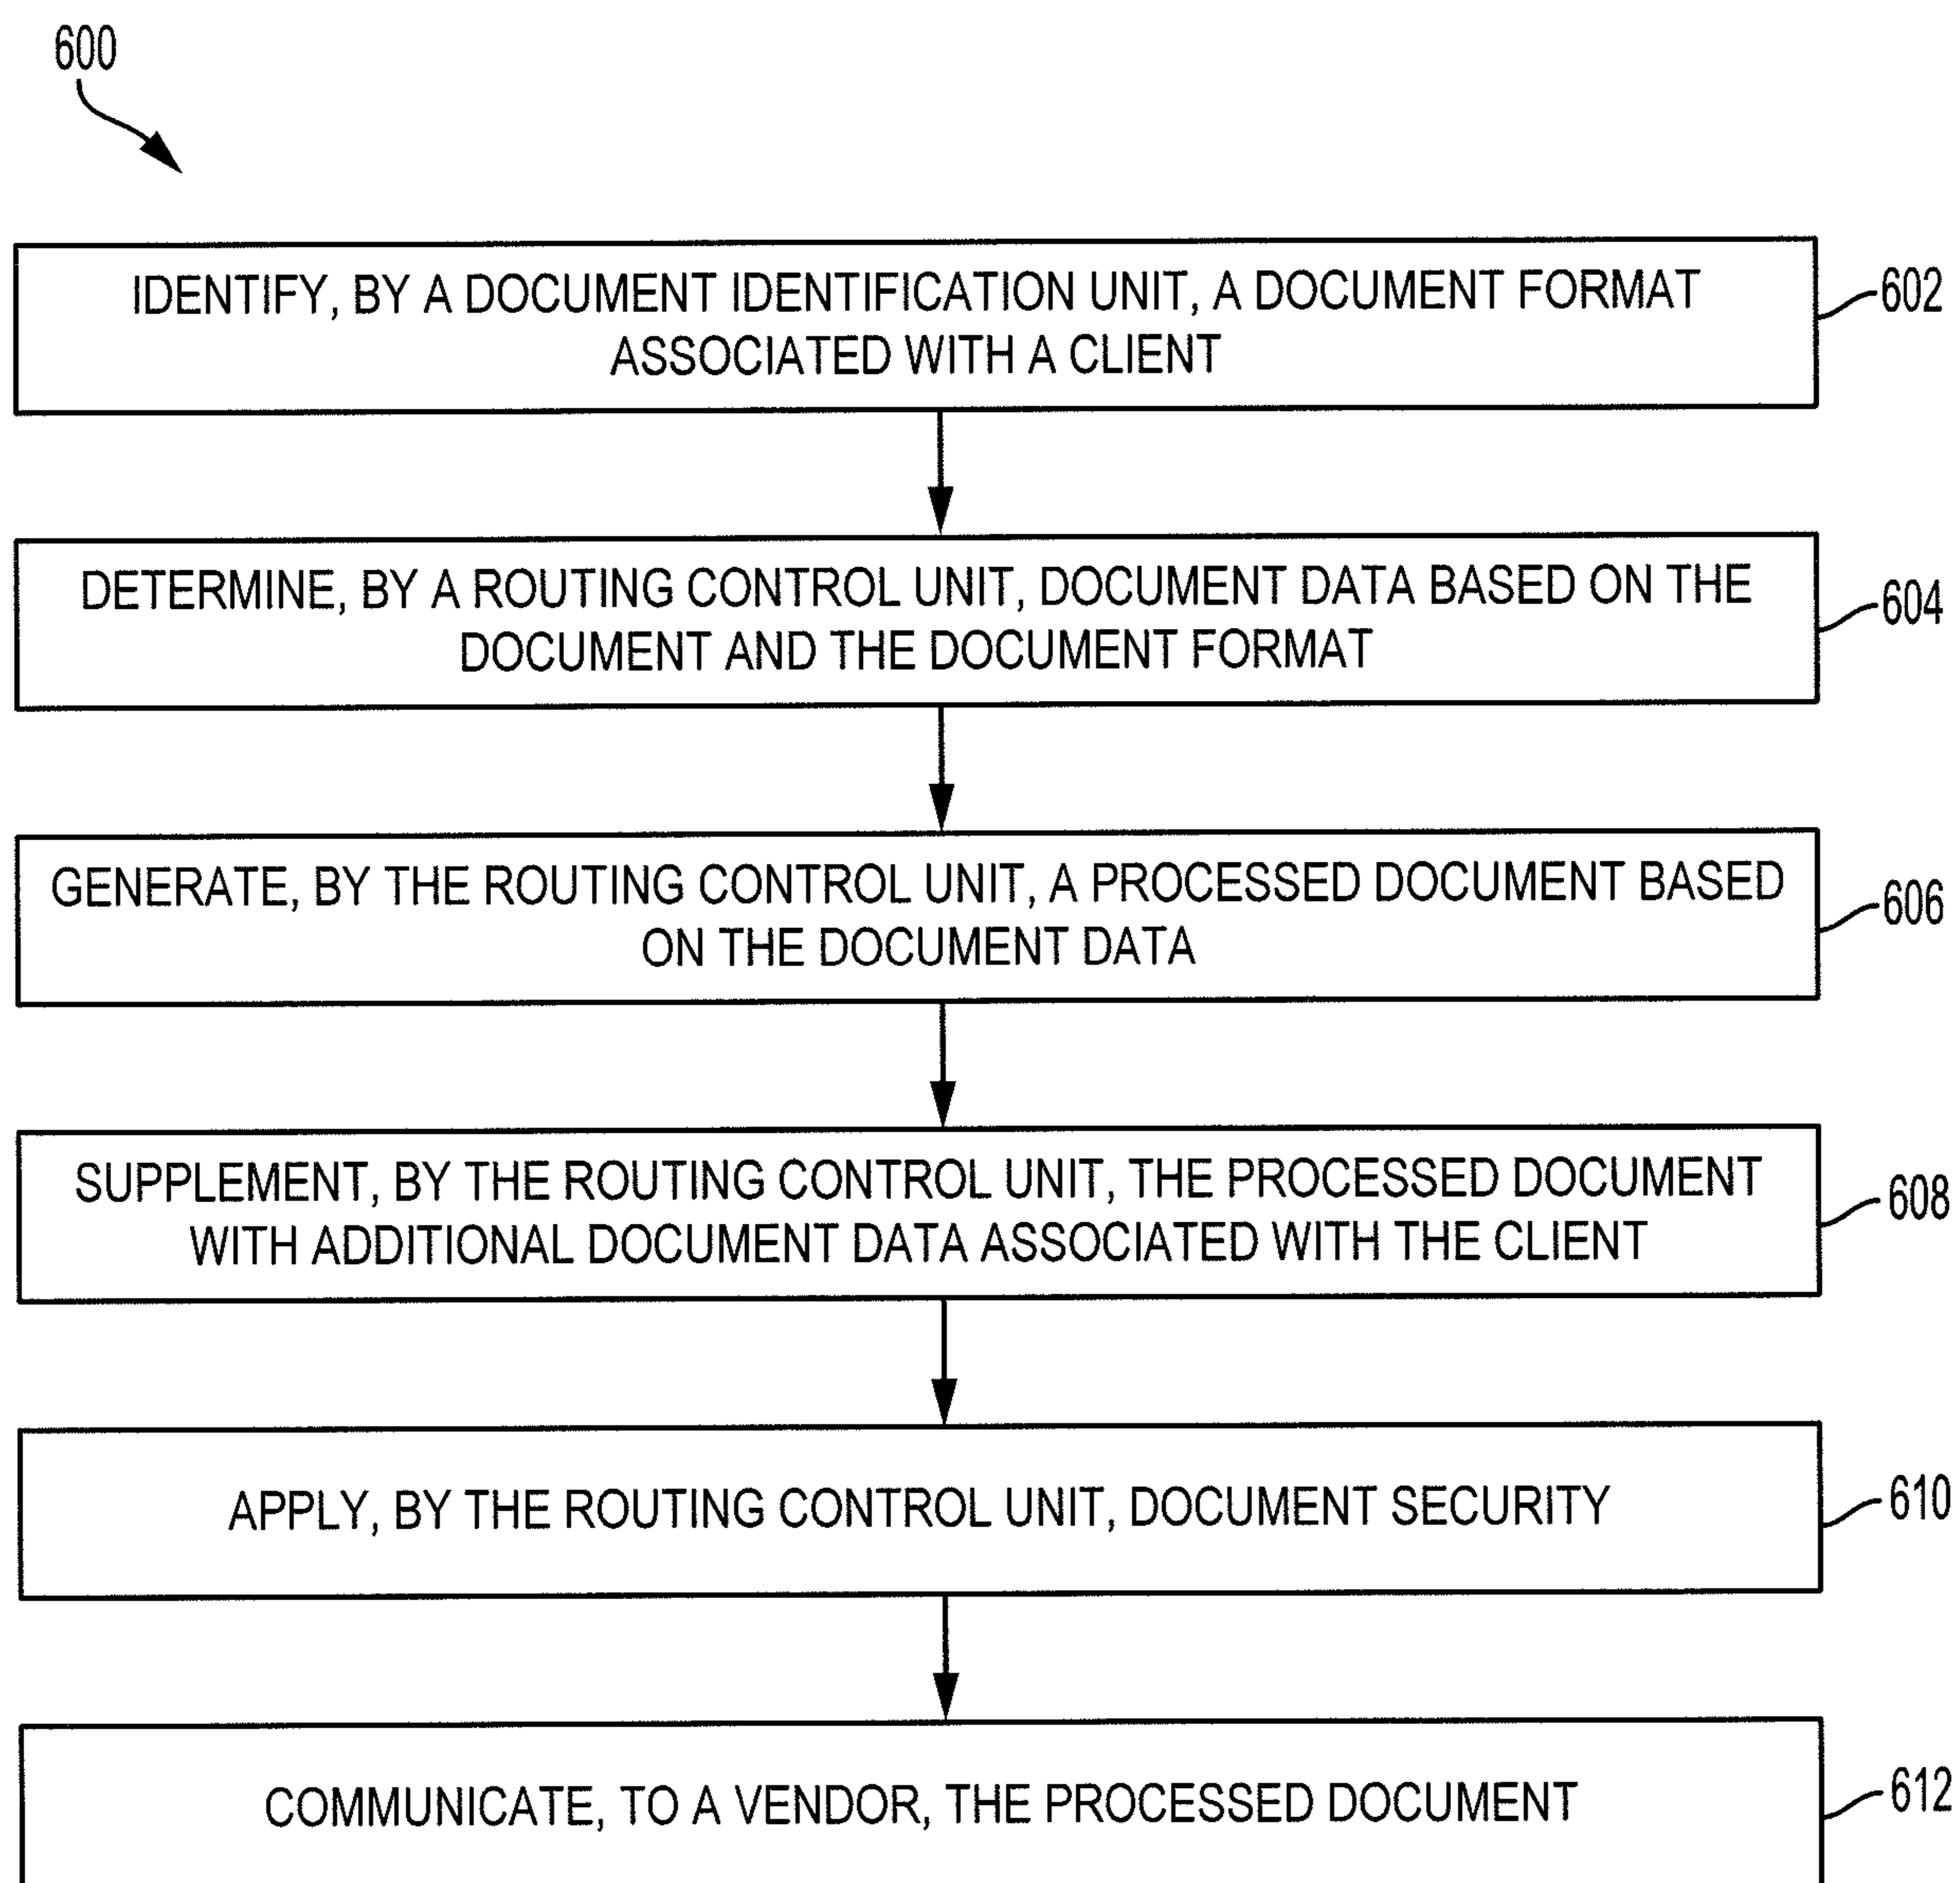 600
IDENTIFY, BY A DOCUMENT IDENTIFICATION UNIT, A DOCUMENT FORMAT
ASSOCIATED WITH A CLIENT
602
DETERMINE, BY A ROUTING CONTROL UNIT, DOCUMENT DATA BASED ON THE
DOCUMENT AND THE DOCUMENT FORMAT
604
GENERATE, BY THE ROUTING CONTROL UNIT, A PROCESSED DOCUMENT BASED
ON THE DOCUMENT DATA
606
SUPPLEMENT, BY THE ROUTING CONTROL UNIT, THE PROCESSED DOCUMENT
WITH ADDITIONAL DOCUMENT DATA ASSOCIATED WITH THE CLIENT
608
APPLY, BY THE ROUTING CONTROL UNIT, DOCUMENT SECURITY
610
COMMUNICATE, TO A VENDOR, THE PROCESSED DOCUMENT
612